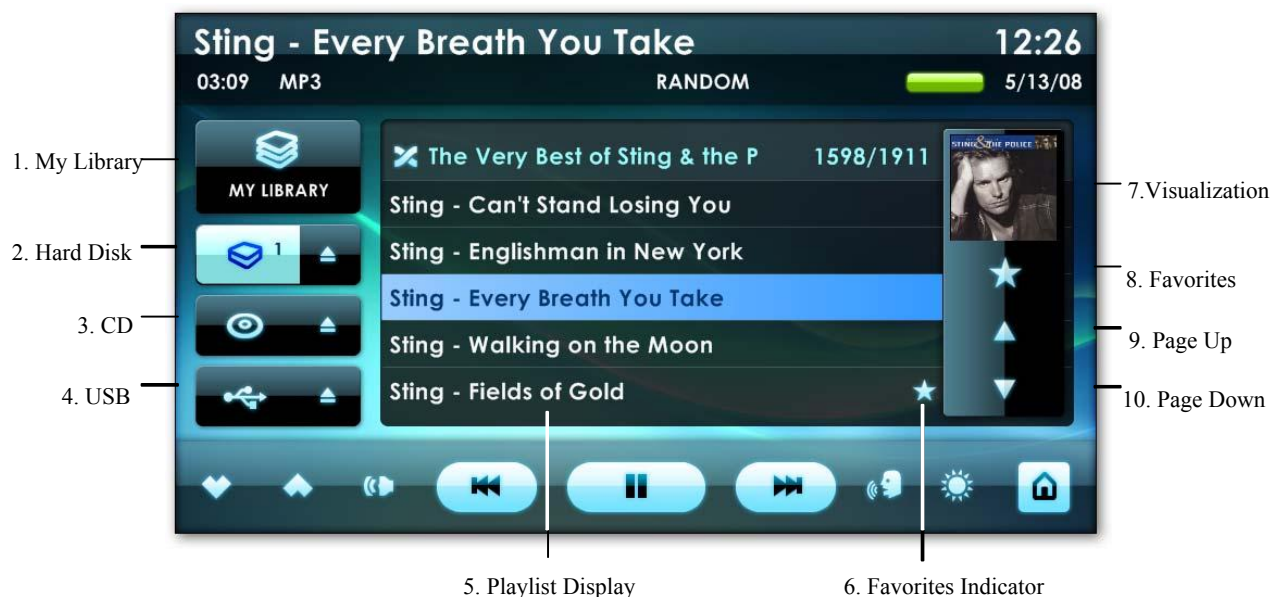 Sting - Every Breath You Take 12:26
03:09 MP3 RANDOM 5/13/08
1. My Library
MY LIBRARY
2. Hard Disk
1
3. CD
4. USB
The Very Best of Sting & the P 1598/1911
Sting - Can't Stand Losing You
Sting - Englishman in New York
Sting - Every Breath You Take
Sting - Walking on the Moon
Sting - Fields of Gold
STING & THE POLICE
7.Visualization
8. Favorites
9. Page Up
10. Page Down
5. Playlist Display
6. Favorites Indicator